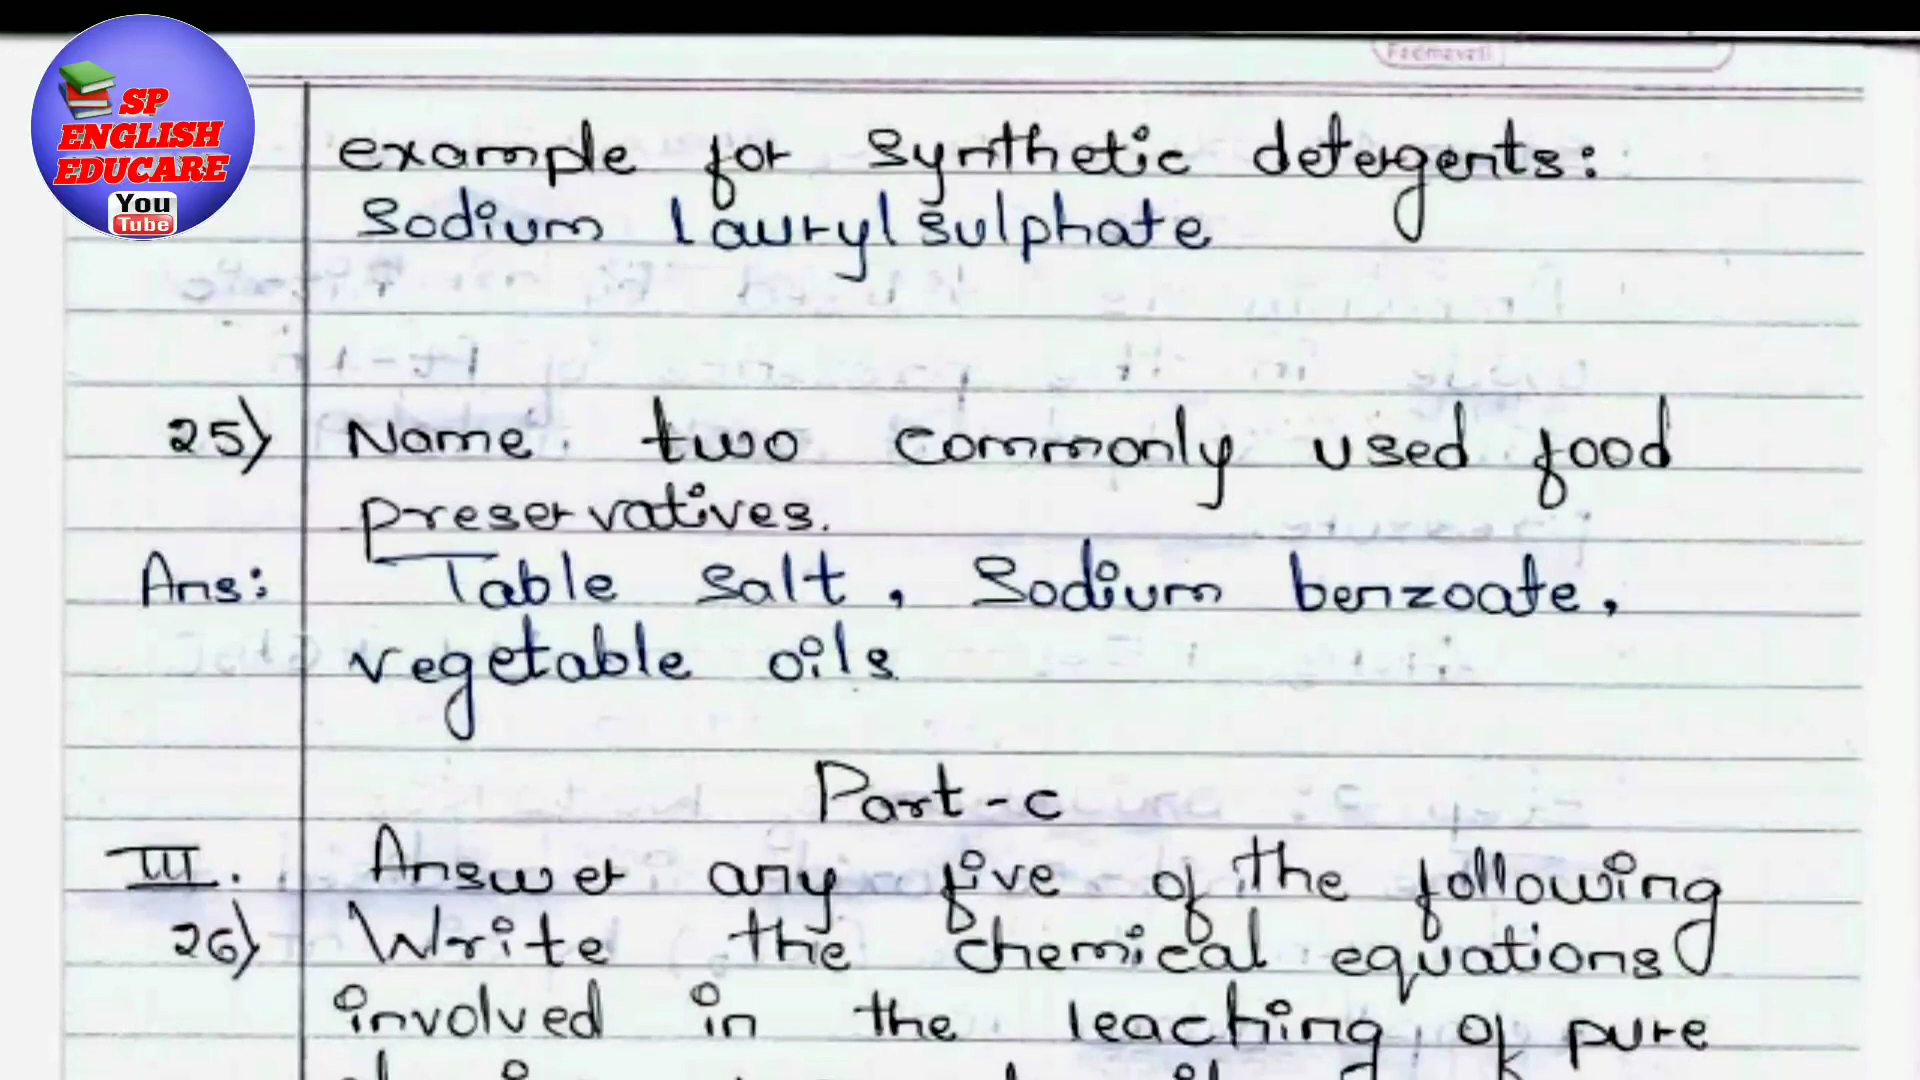 Padmavati
SP
ENGLISH
EDUCARE
You
Tube
example for synthetic detergents:
Sodium laurylsulphate
25) Name two commonly used food
preservatives.
Ans: Table salt, Sodium benzoate,
vegetable oils
Part-c
III. Answer any five of the following
26) Write the chemical equations
involved in the leaching of pure